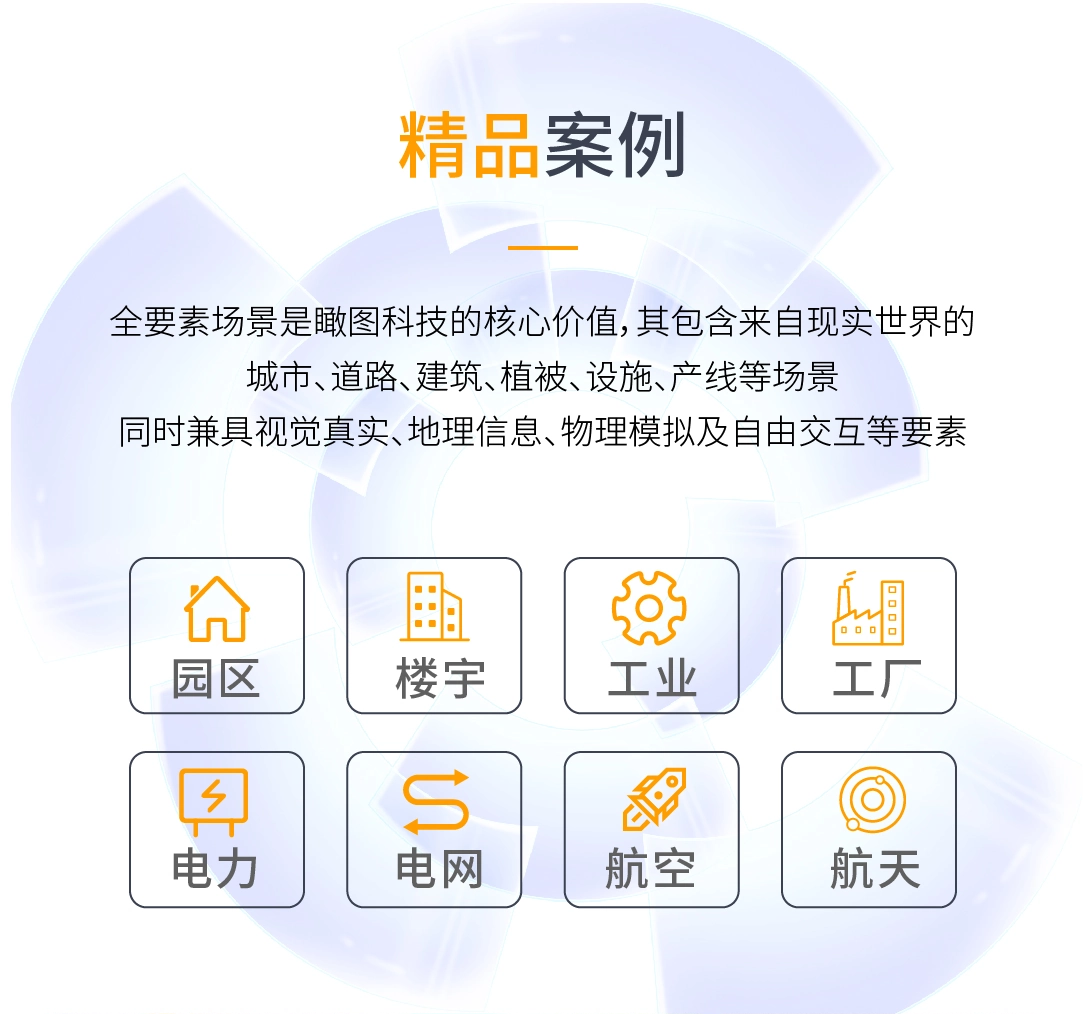 精品案例
全要素场景是瞰图科技的核心价值，其包含来自现实世界的
城市、道路、建筑、植被、设施、产线等场景
同时兼具视觉真实、地理信息、物理模拟及自由交互等要素
园区 楼宇 工业 工厂
电力 电网 航空 航天